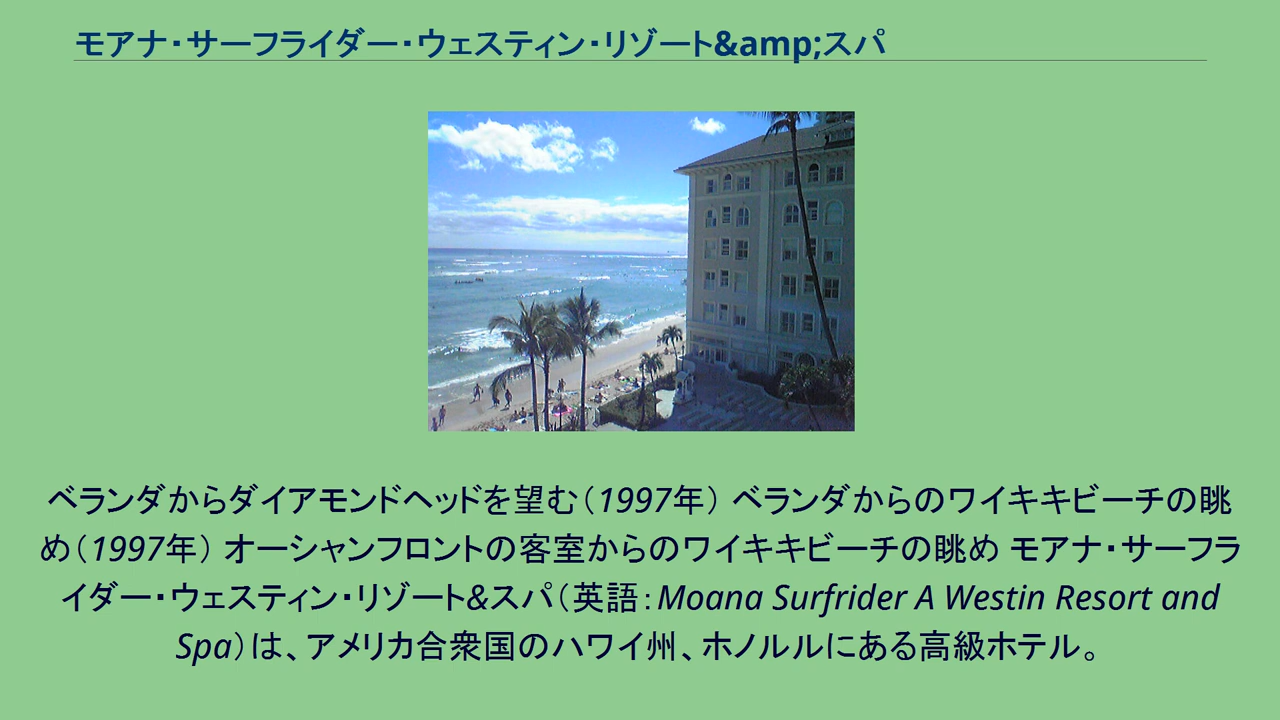 モアナ・サーフライダー・ウェスティン・リゾート&amp;スパ
ベランダからダイアモンドヘッドを望む（1997年） ベランダからのワイキキビーチの眺
め（1997年） オーシャンフロントの客室からのワイキキビーチの眺め モアナ・サーフラ
イダー・ウェスティン・リゾート&スパ（英語：Moana Surfrider A Westin Resort and
Spa）は、アメリカ合衆国のハワイ州、ホノルルにある高級ホテル。